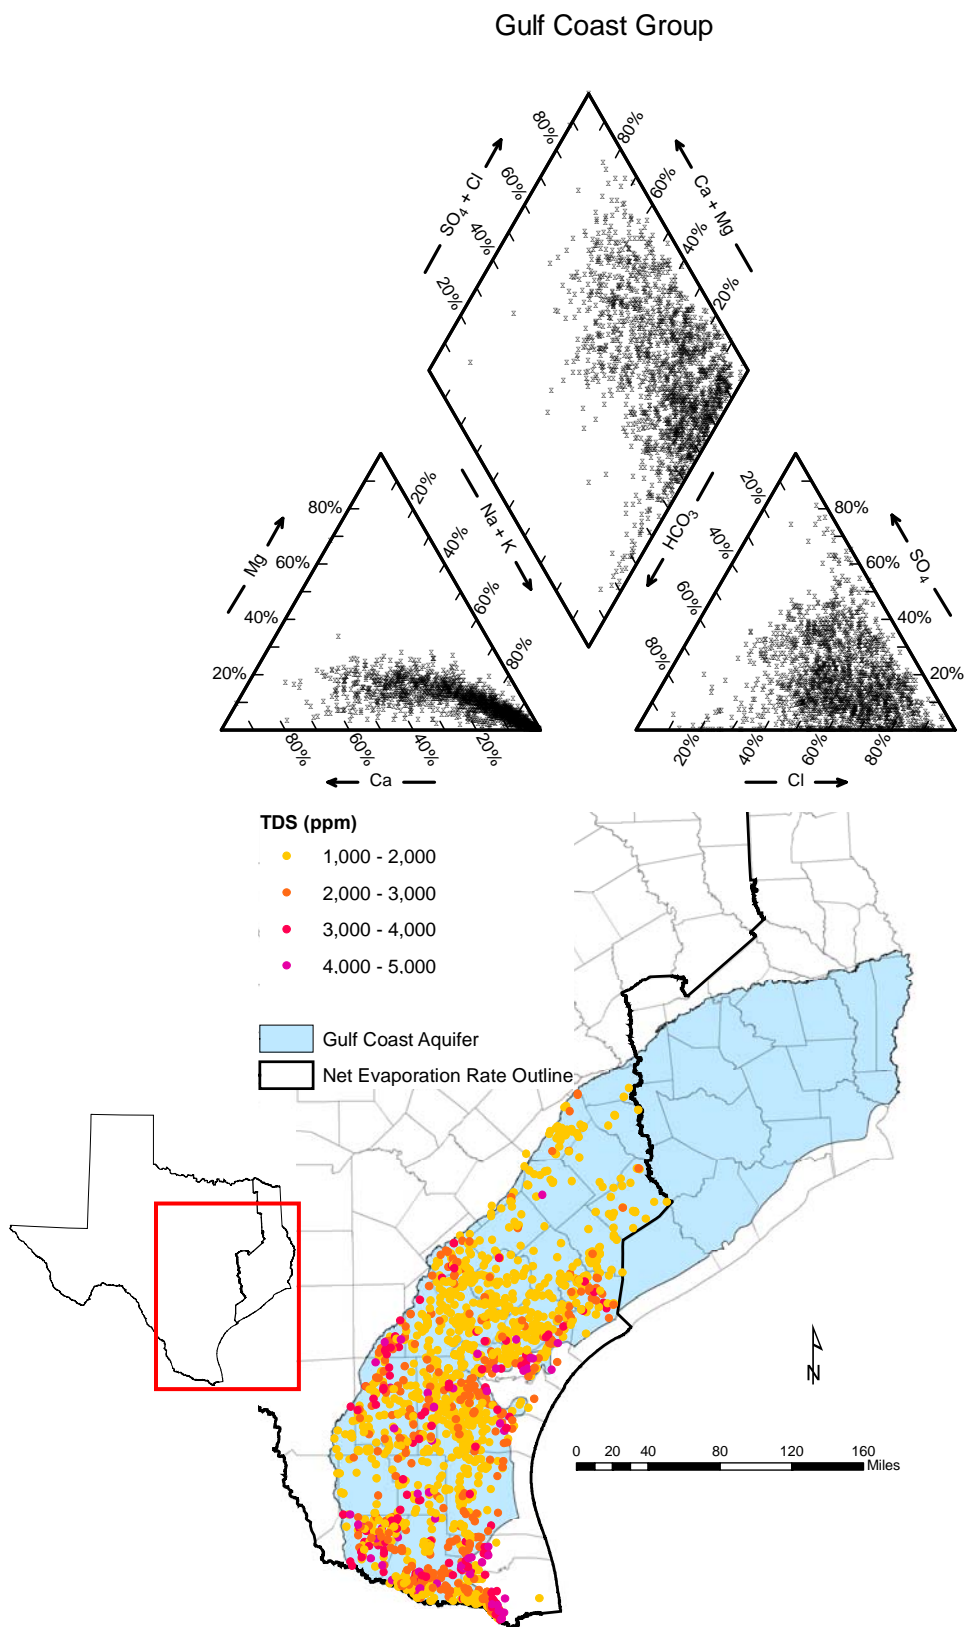 Gulf Coast Group
80%
80%
SO4 + Cl
Ca + Mg
60%
60%
40%
40%
20%
20%
Na + K
HCO3
Mg
80%
60%
40%
20%
20%
40%
60%
80%
80%
60%
40%
20%
Ca
20%
40%
60%
80%
SO4
60%
40%
20%
20%
40%
60%
80%
Cl
TDS (ppm)
1,000 - 2,000
2,000 - 3,000
3,000 - 4,000
4,000 - 5,000
Gulf Coast Aquifer
Net Evaporation Rate Outline
N
0 20 40 80 120 160
Miles